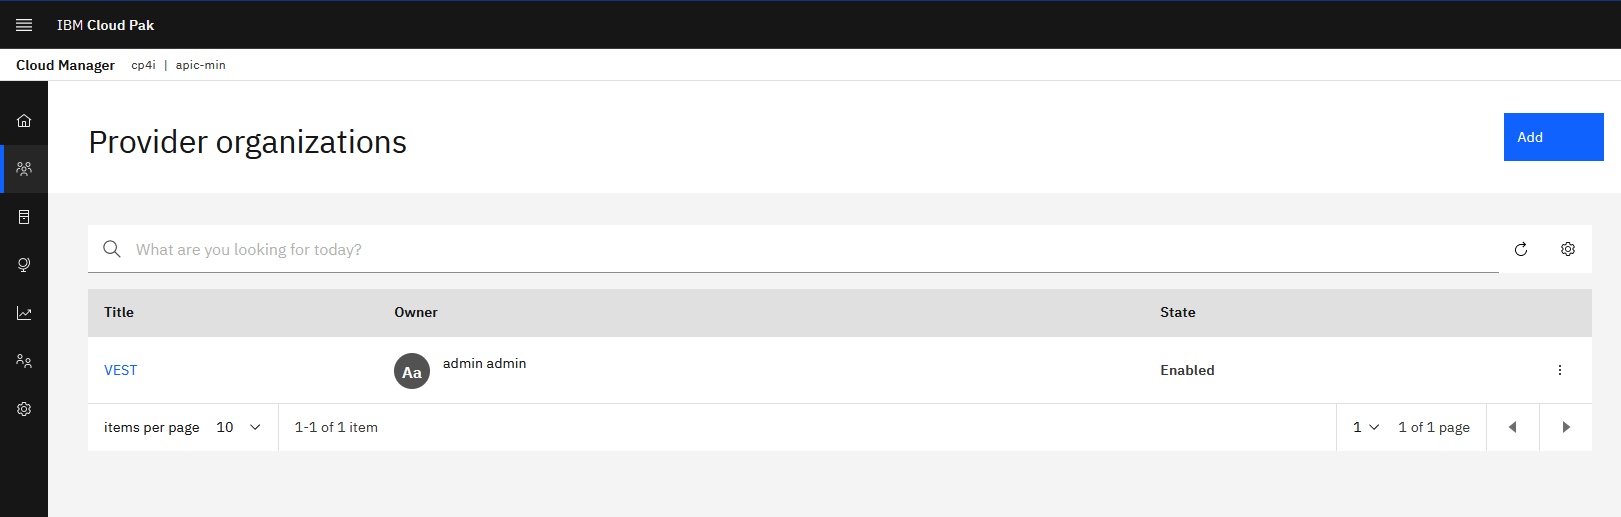 IBM Cloud Pak
Cloud Manager cp4i | apic-min
Provider organizations
Add
What are you looking for today?
Title Owner State
VEST Aa admin admin Enabled
items per page 10 1-1 of 1 item 1 1 of 1 page